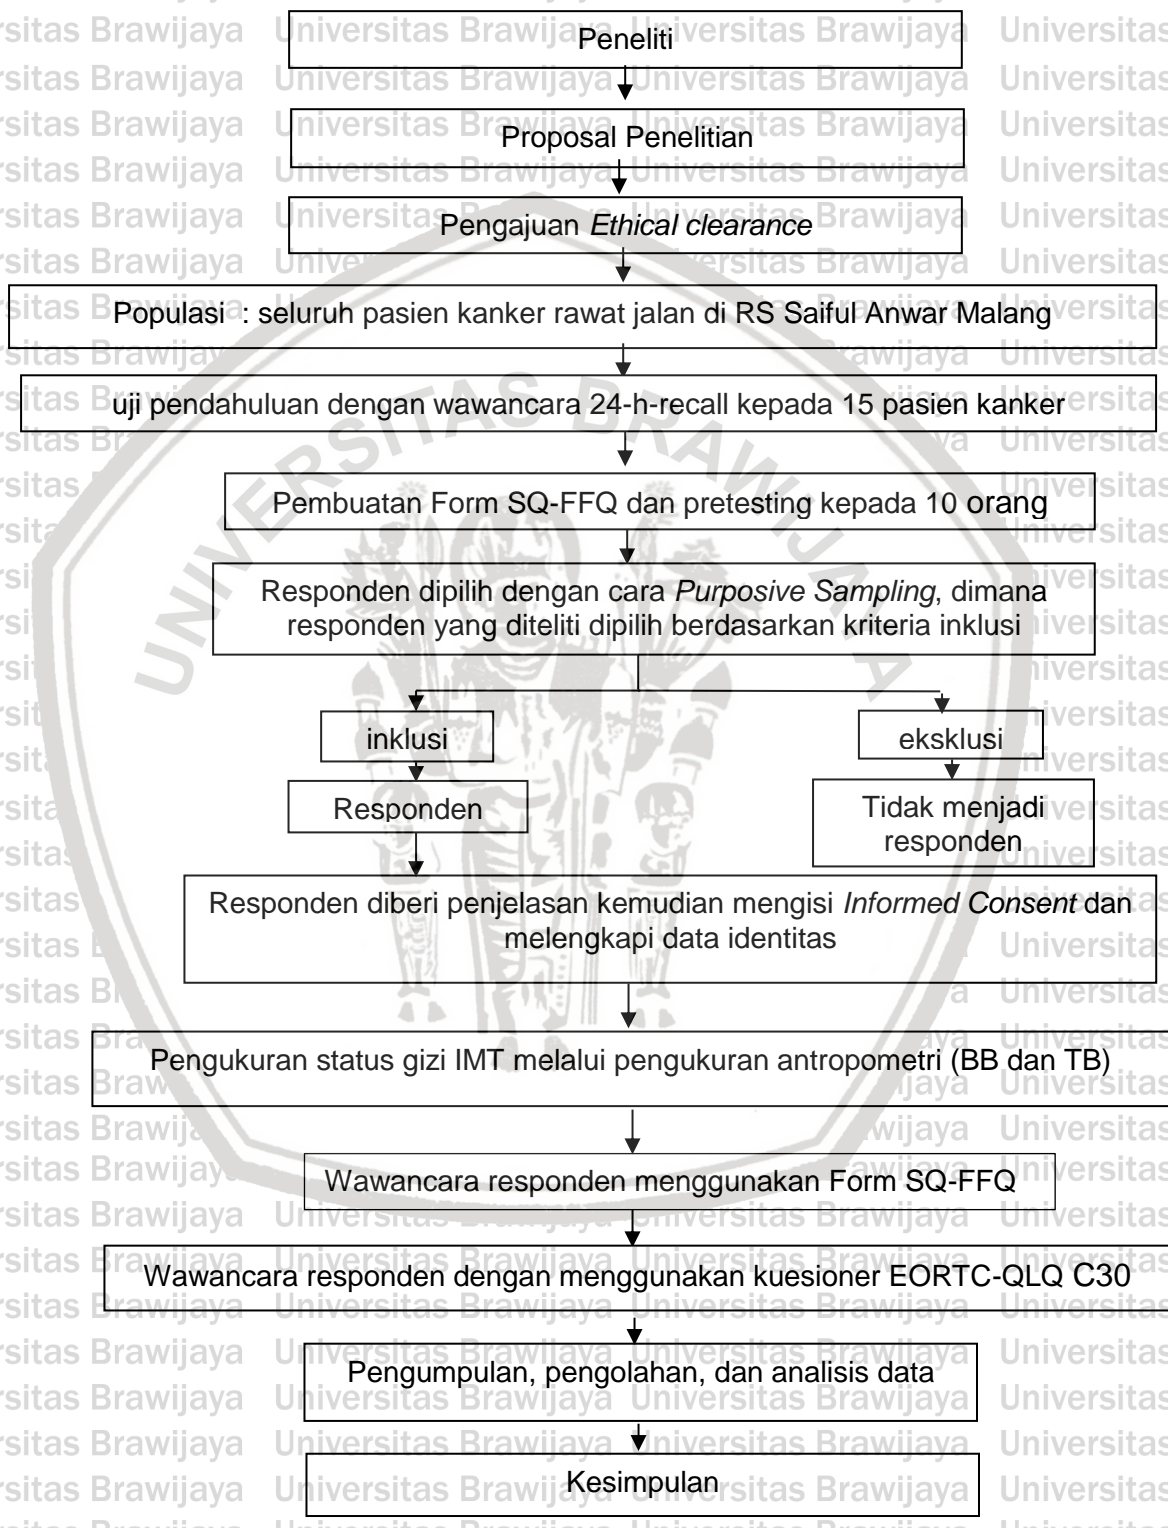 Peneliti
Proposal Penelitian
Pengajuan Ethical clearance
Populasi : seluruh pasien kanker rawat jalan di RS Saiful Anwar Malang
uji pendahuluan dengan wawancara 24-h-recall kepada 15 pasien kanker
Pembuatan Form SQ-FFQ dan pretesting kepada 10 orang
Responden dipilih dengan cara Purposive Sampling, dimana
responden yang diteliti dipilih berdasarkan kriteria inklusi
inklusi
eksklusi
Responden
Tidak menjadi
responden
Responden diberi penjelasan kemudian mengisi Informed Consent dan
melengkapi data identitas
Pengukuran status gizi IMT melalui pengukuran antropometri (BB dan TB)
Wawancara responden menggunakan Form SQ-FFQ
Wawancara responden dengan menggunakan kuesioner EORTC-QLQ C30
Pengumpulan, pengolahan, dan analisis data
Kesimpulan
UNIVERSITAS BRAWIJAYA